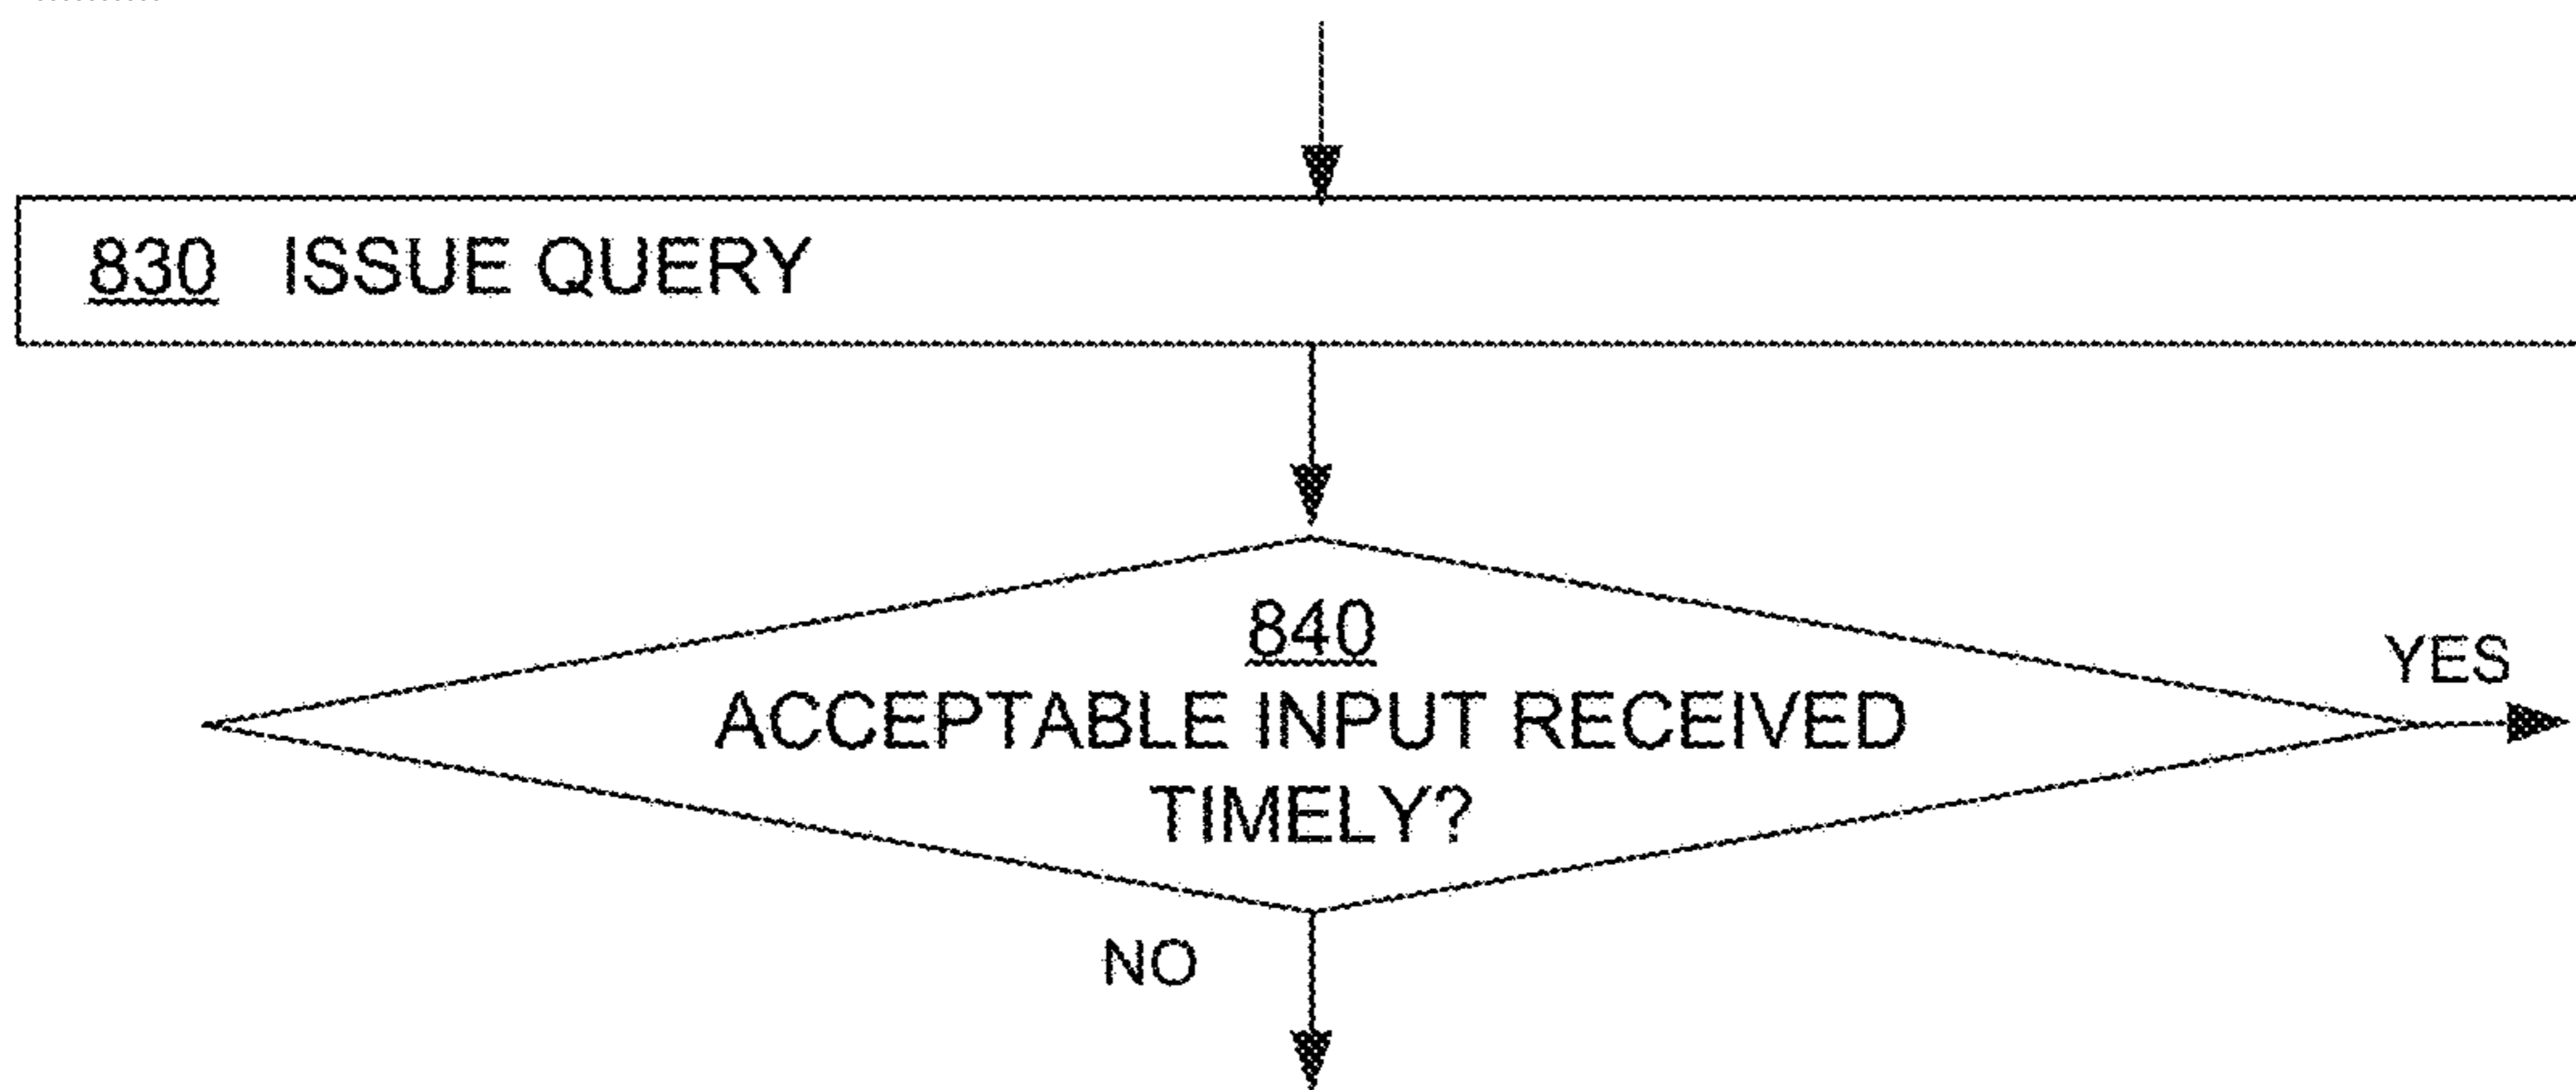 830 ISSUE QUERY
840
ACCEPTABLE INPUT RECEIVED
TIMELY?
YES
NO